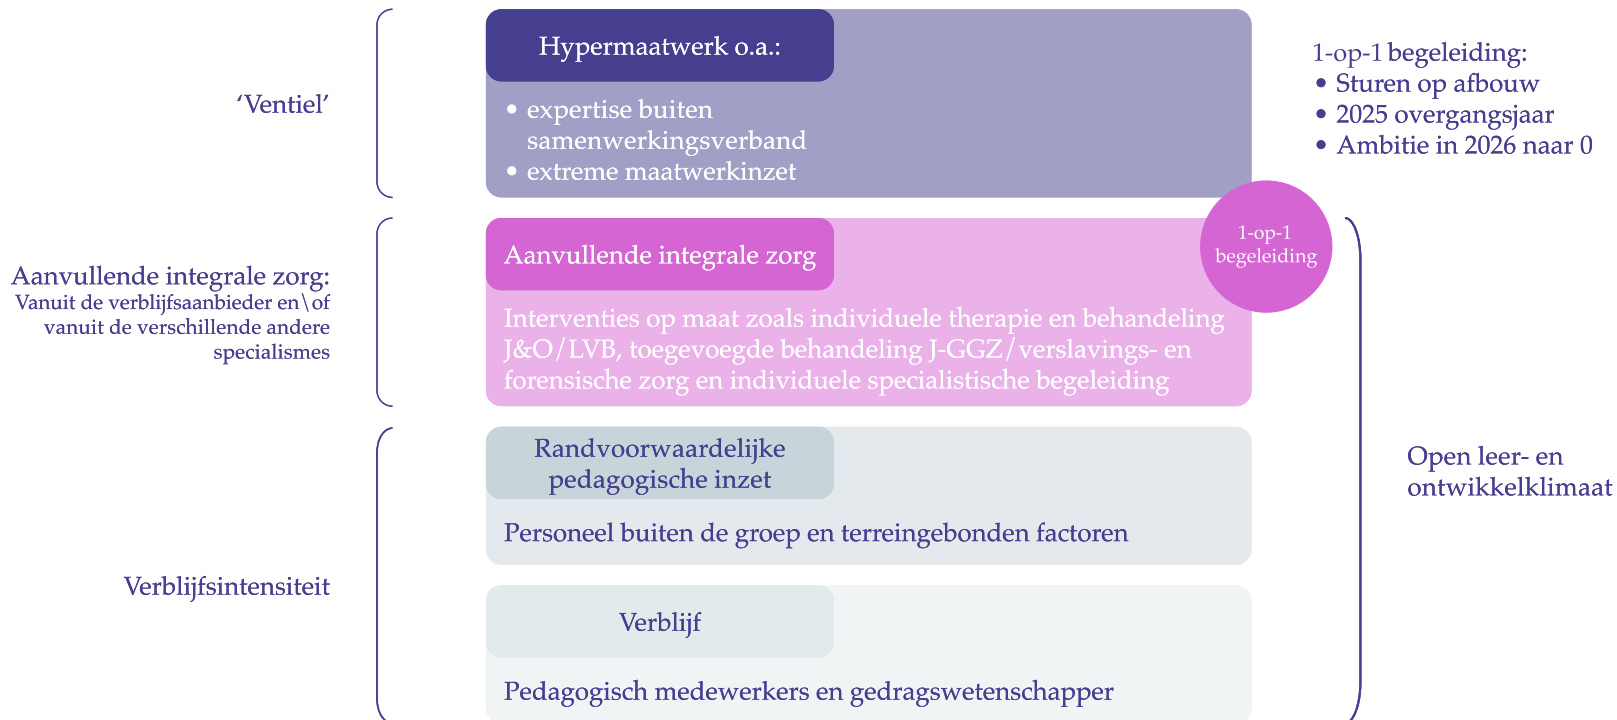 Hypermaatwerk o.a.:
• expertise buiten
samenwerkingsverband
• extreme maatwerkinzet
‘Ventiel’
1-op-1 begeleiding:
• Sturen op afbouw
• 2025 overgangsjaar
• Ambitie in 2026 naar 0
1-op-1
begeleiding
Aanvullende integrale zorg:
Vanuit de verblijfsaanbieder en\of
vanuit de verschillende andere
specialismes
Aanvullende integrale zorg
Interventies op maat zoals individuele therapie en behandeling
J&O/LVB, toegevoegde behandeling J-GGZ/verslavings- en
forensische zorg en individuele specialistische begeleiding
Randvoorwaardelijke
pedagogische inzet
Personeel buiten de groep en terreingebonden factoren
Open leer- en
ontwikkelklimaat
Verblijfsintensiteit
Verblijf
Pedagogisch medewerkers en gedragswetenschapper